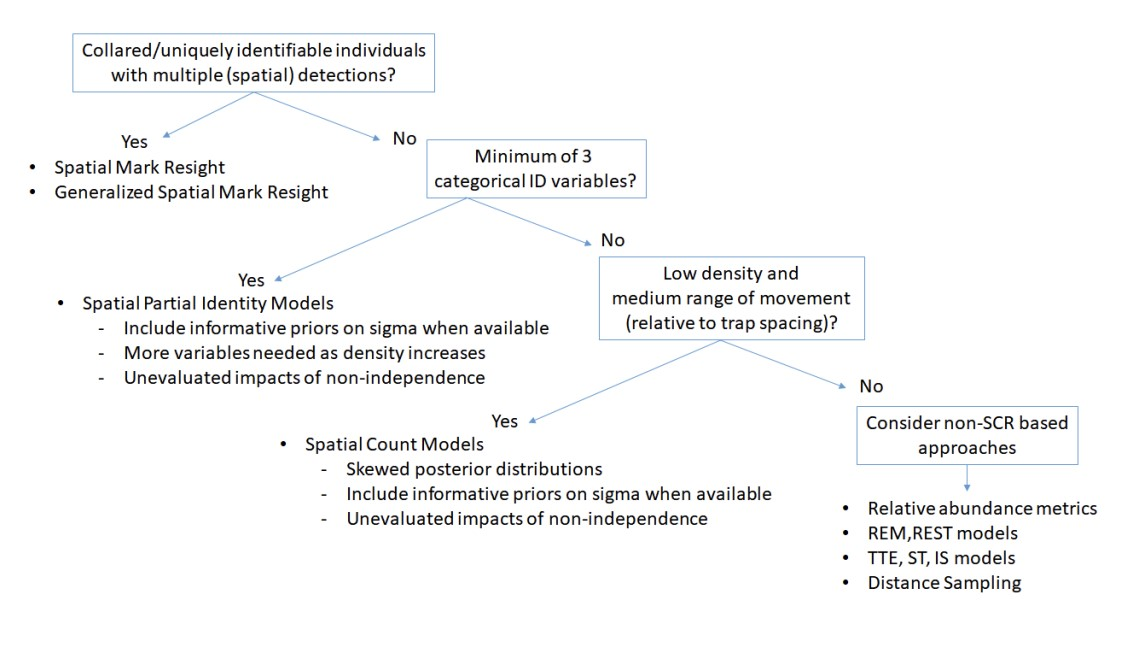 Collared/uniquely identifiable individuals
with multiple (spatial) detections?
Yes
No
• Spatial Mark Resight
• Generalized Spatial Mark Resight
Minimum of 3
categorical ID variables?
Yes
No
• Spatial Partial Identity Models
- Include informative priors on sigma when available
- More variables needed as density increases
- Unevaluated impacts of non-independence
Low density and
medium range of movement
(relative to trap spacing)?
Yes
No
• Spatial Count Models
- Skewed posterior distributions
- Include informative priors on sigma when available
- Unevaluated impacts of non-independence
Consider non-SCR based
approaches
• Relative abundance metrics
• REM,REST models
• TTE, ST, IS models
• Distance Sampling